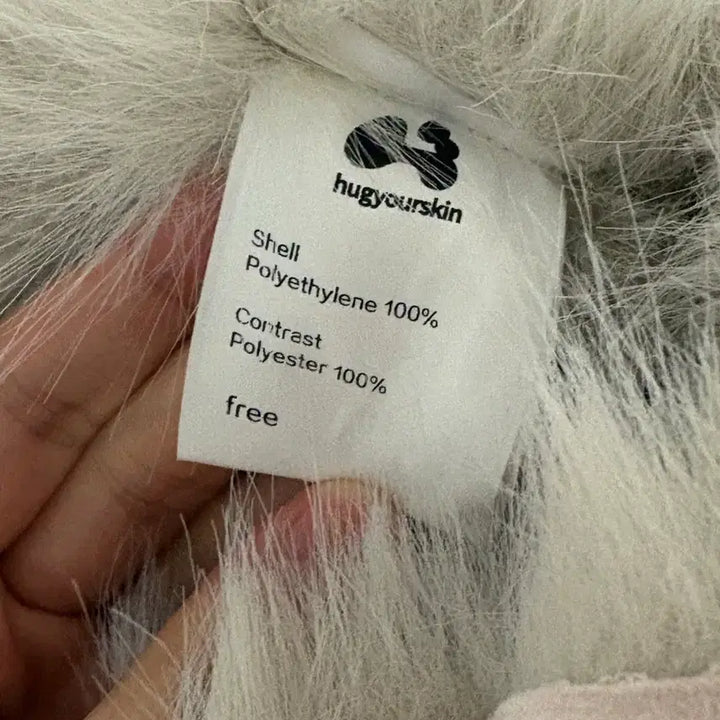 hugyourskin
Shell
Polyethylene 100%
Contrast
Polyester 100%
free